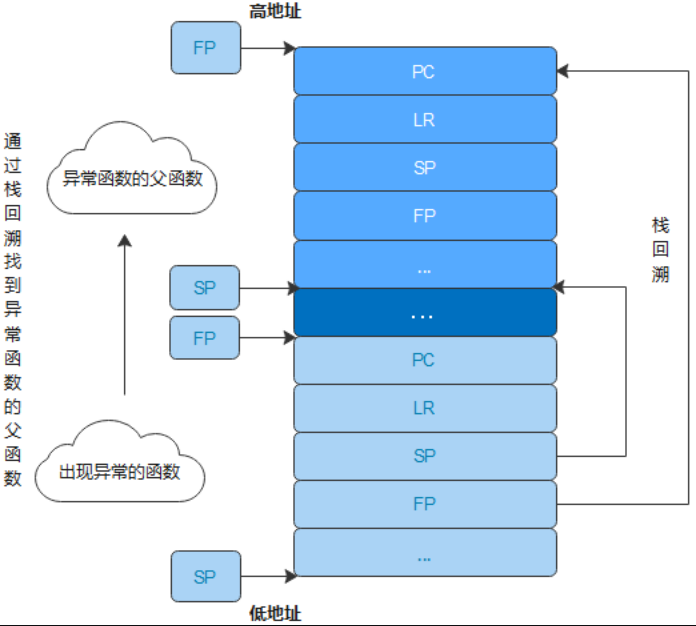 高地址
FP
PC
LR
SP
FP
...
异常函数的父函数
通过栈回溯找到异常函数的父函数
栈回溯
SP
...
FP
PC
LR
SP
FP
...
出现异常的函数
SP
低地址